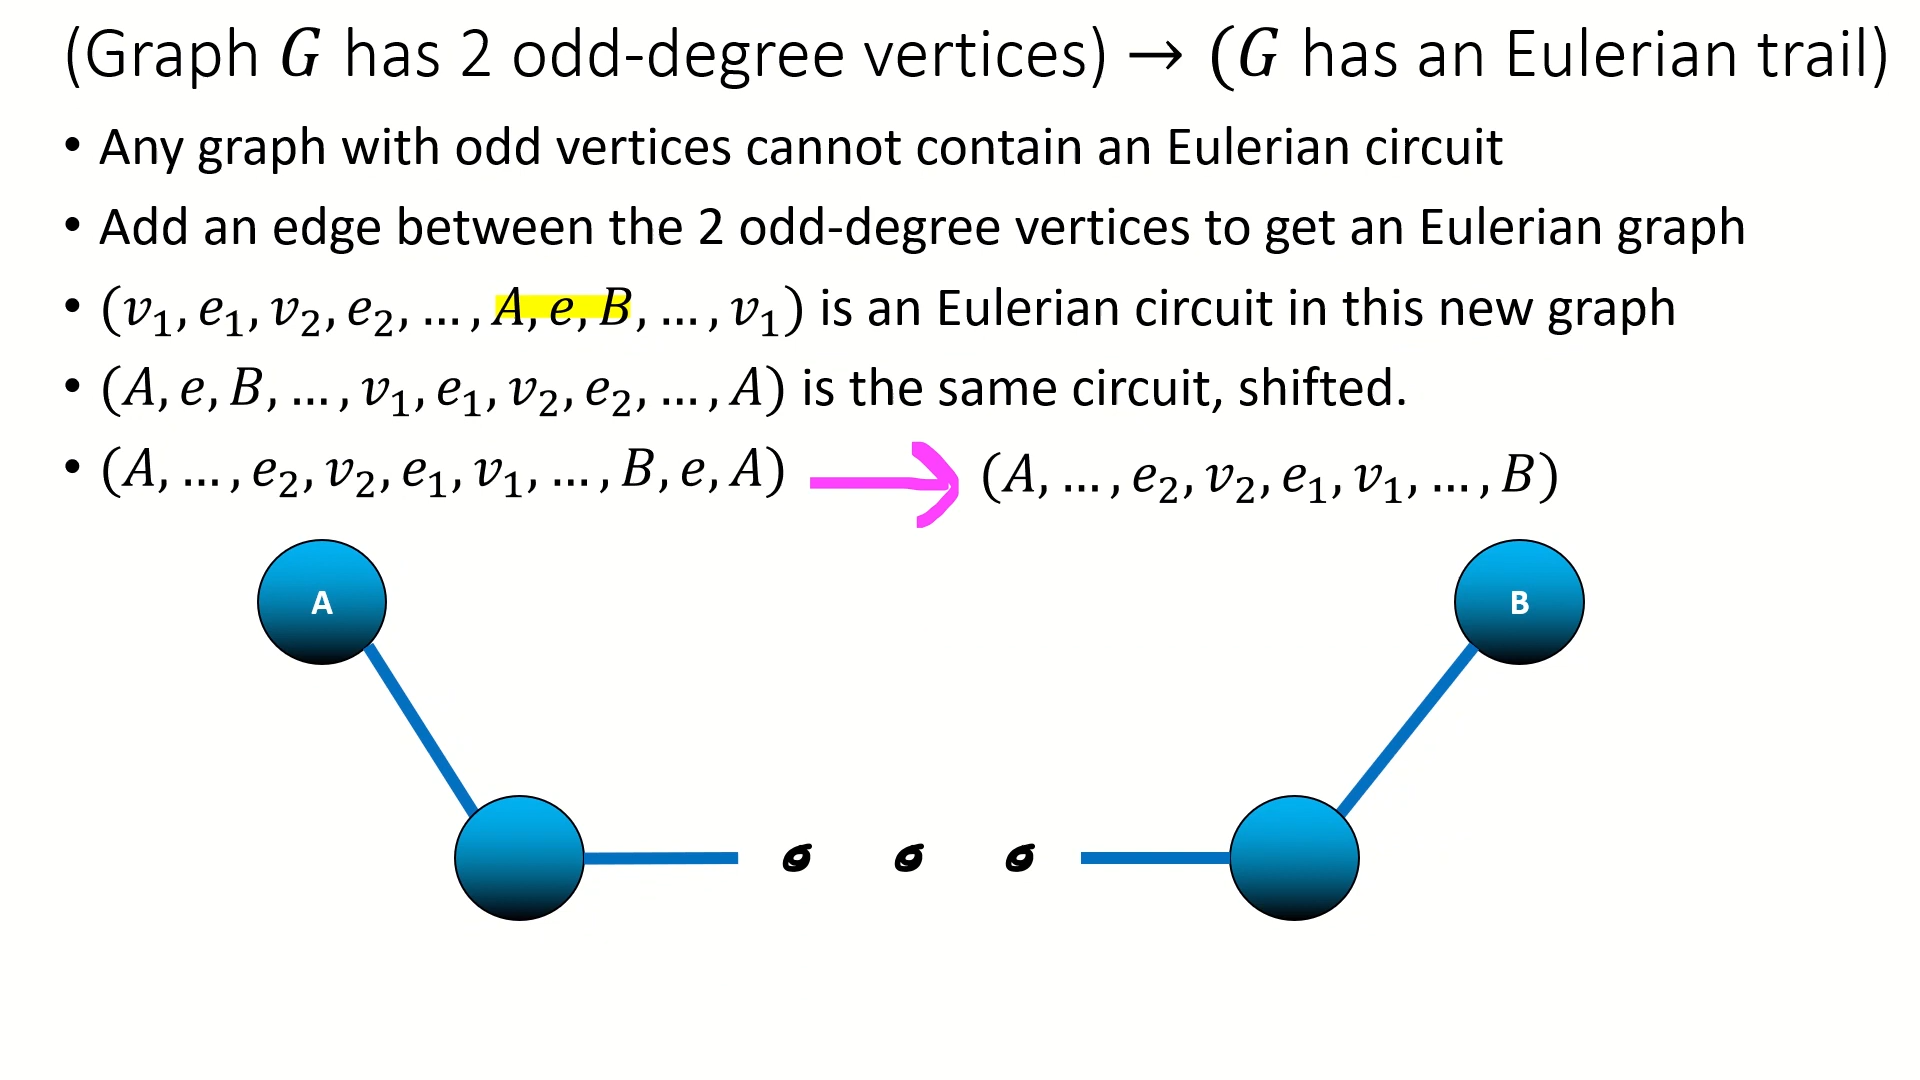 (Graph 𝐺 has 2 odd-degree vertices) → (𝐺 has an Eulerian trail)
• Any graph with odd vertices cannot contain an Eulerian circuit
• Add an edge between the 2 odd-degree vertices to get an Eulerian graph
• (𝑣₁, 𝑒₁, 𝑣₂, 𝑒₂, … , 𝐴, 𝑒, 𝐵, … , 𝑣₁) is an Eulerian circuit in this new graph
• (𝐴, 𝑒, 𝐵, … , 𝑣₁, 𝑒₁, 𝑣₂, 𝑒₂, … , 𝐴) is the same circuit, shifted.
• (𝐴, … , 𝑒₂, 𝑣₂, 𝑒₁, 𝑣₁, … , 𝐵, 𝑒, 𝐴) → (𝐴, … , 𝑒₂, 𝑣₂, 𝑒₁, 𝑣₁, … , 𝐵)
A B